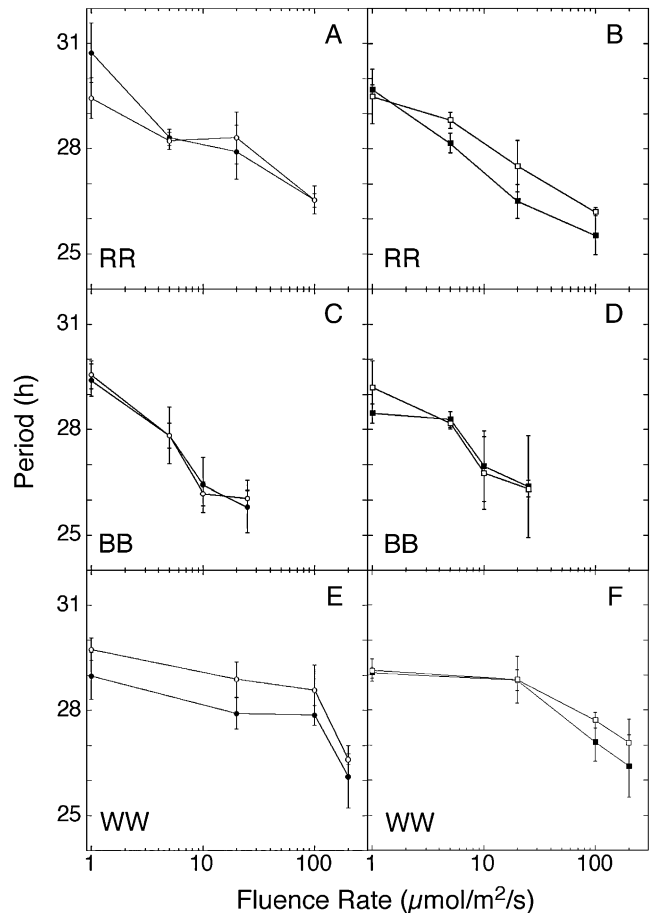 31
28
25
A
RR
B
RR
31
28
25
C
BB
D
BB
31
28
25
E
WW
F
WW
Period (h)
1 10 100 1 10 100
Fluence Rate (µmol/m²/s)